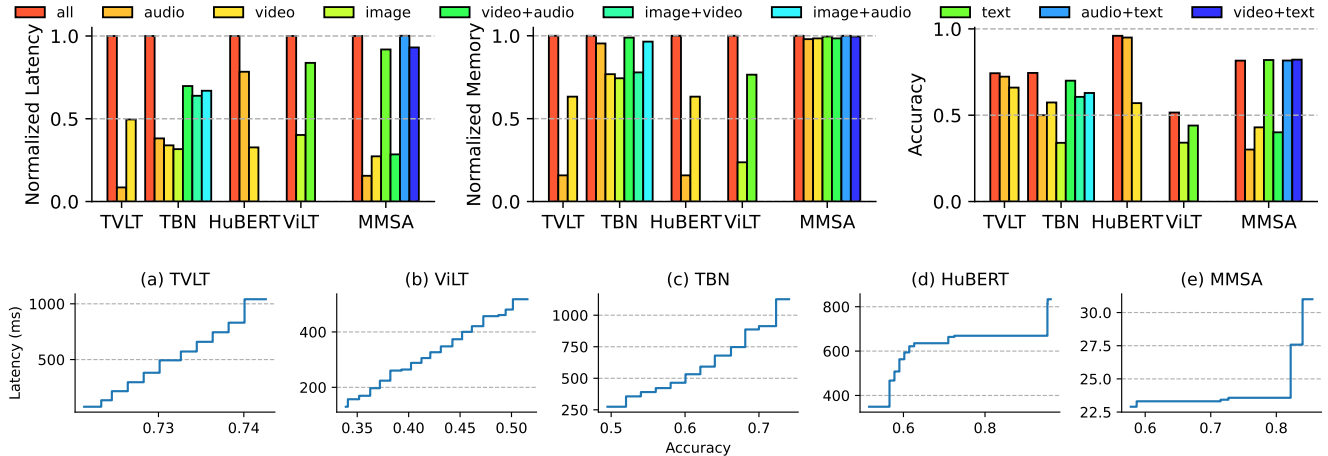 all audio video image video+audio image+video image+audio text audio+text video+text
Normalized Latency
1.0
0.5
0.0
TVLT TBN HuBERT ViLT MMSA
Normalized Memory
1.0
0.5
0.0
TVLT TBN HuBERT ViLT MMSA
Accuracy
1.0
0.5
0.0
TVLT TBN HuBERT ViLT MMSA
(a) TVLT
Latency (ms)
1000
500
0.73 0.74
(b) ViLT
400
200
0.35 0.40 0.45 0.50
(c) TBN
1000
750
500
250
0.5 0.6 0.7
(d) HuBERT
800
600
400
0.6 0.8
(e) MMSA
30.0
27.5
25.0
22.5
0.6 0.7 0.8
Accuracy